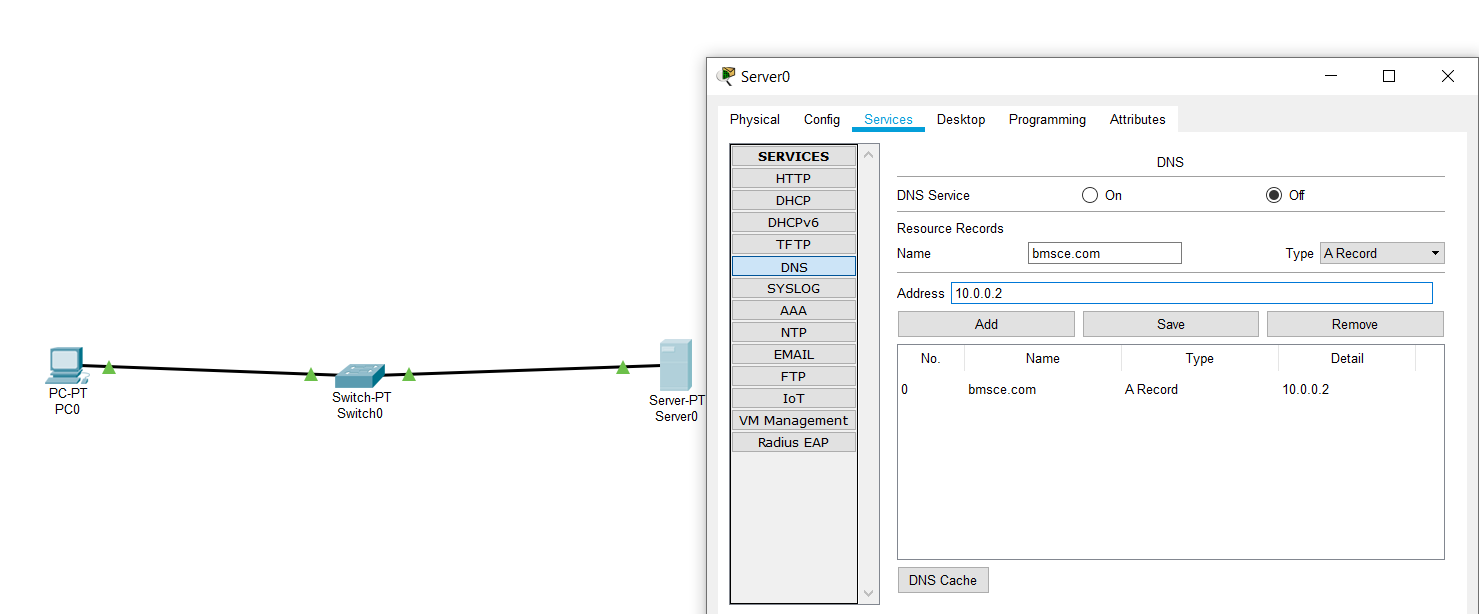 Server0
Physical Config Services Desktop Programming Attributes
SERVICES
HTTP
DHCP
DHCPv6
TFTP
DNS
SYSLOG
AAA
NTP
EMAIL
FTP
IoT
VM Management
Radius EAP
DNS
DNS Service On Off
Resource Records
Name bmsce.com Type A Record
Address 10.0.0.2
Add Save Remove
No. Name Type Detail
0 bmsce.com A Record 10.0.0.2
DNS Cache
PC-PT
PC0
Switch-PT
Switch0
Server-PT
Server0